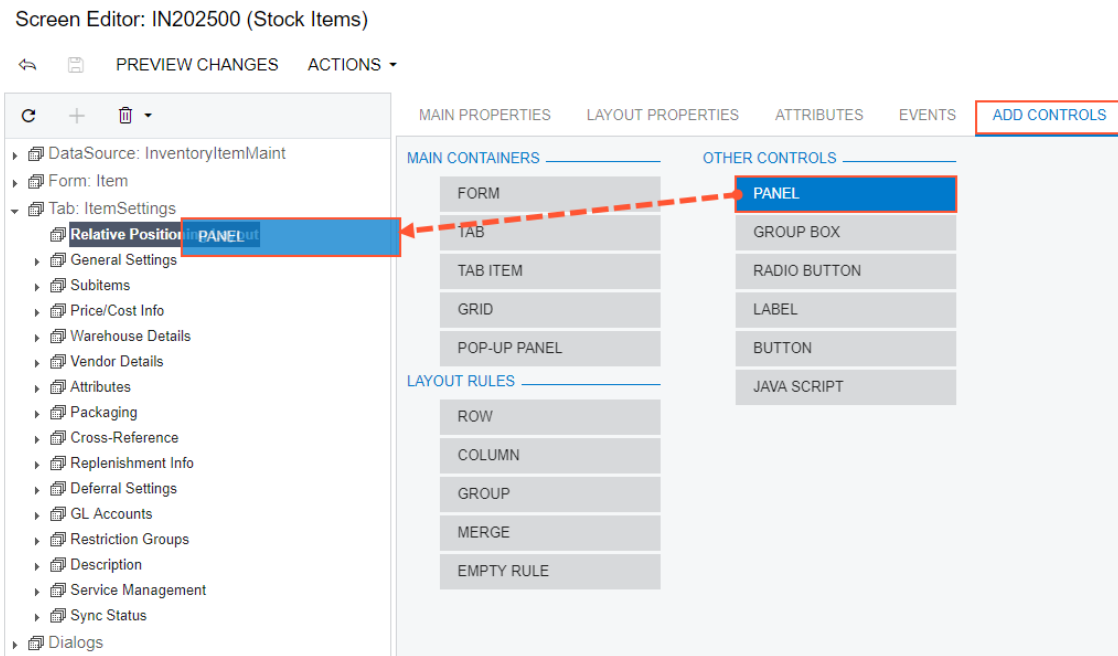 Screen Editor: IN202500 (Stock Items)
PREVIEW CHANGES ACTIONS
MAIN PROPERTIES LAYOUT PROPERTIES ATTRIBUTES EVENTS ADD CONTROLS
DataSource: InventoryItemMaint
Form: Item
Tab: ItemSettings
Relative Position PANEL out
General Settings
Subitems
Price/Cost Info
Warehouse Details
Vendor Details
Attributes
Packaging
Cross-Reference
Replenishment Info
Deferral Settings
GL Accounts
Restriction Groups
Description
Service Management
Sync Status
Dialogs
MAIN CONTAINERS
FORM
TAB
TAB ITEM
GRID
POP-UP PANEL
LAYOUT RULES
ROW
COLUMN
GROUP
MERGE
EMPTY RULE
OTHER CONTROLS
PANEL
GROUP BOX
RADIO BUTTON
LABEL
BUTTON
JAVA SCRIPT